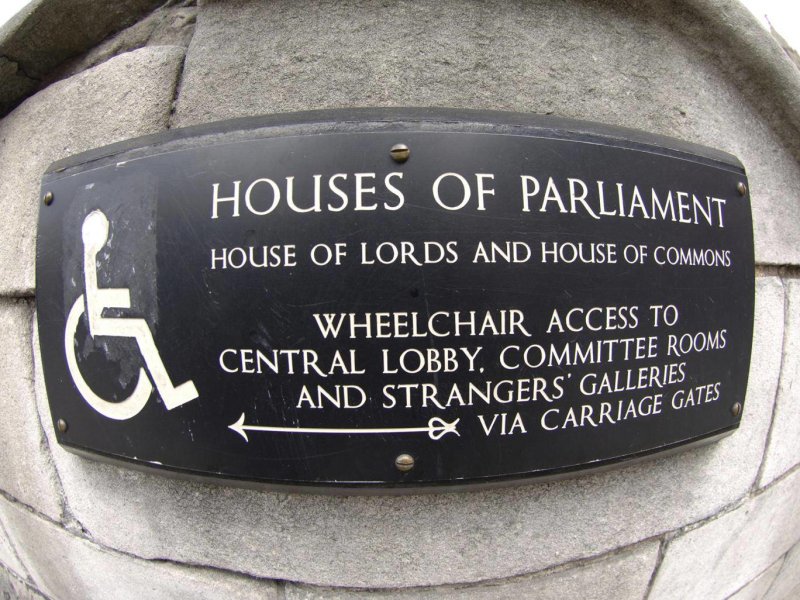 HOUSES OF PARLIAMENT
HOUSE OF LORDS AND HOUSE OF COMMONS
WHEELCHAIR ACCESS TO
CENTRAL LOBBY, COMMITTEE ROOMS
AND STRANGERS' GALLERIES
VIA CARRIAGE GATES